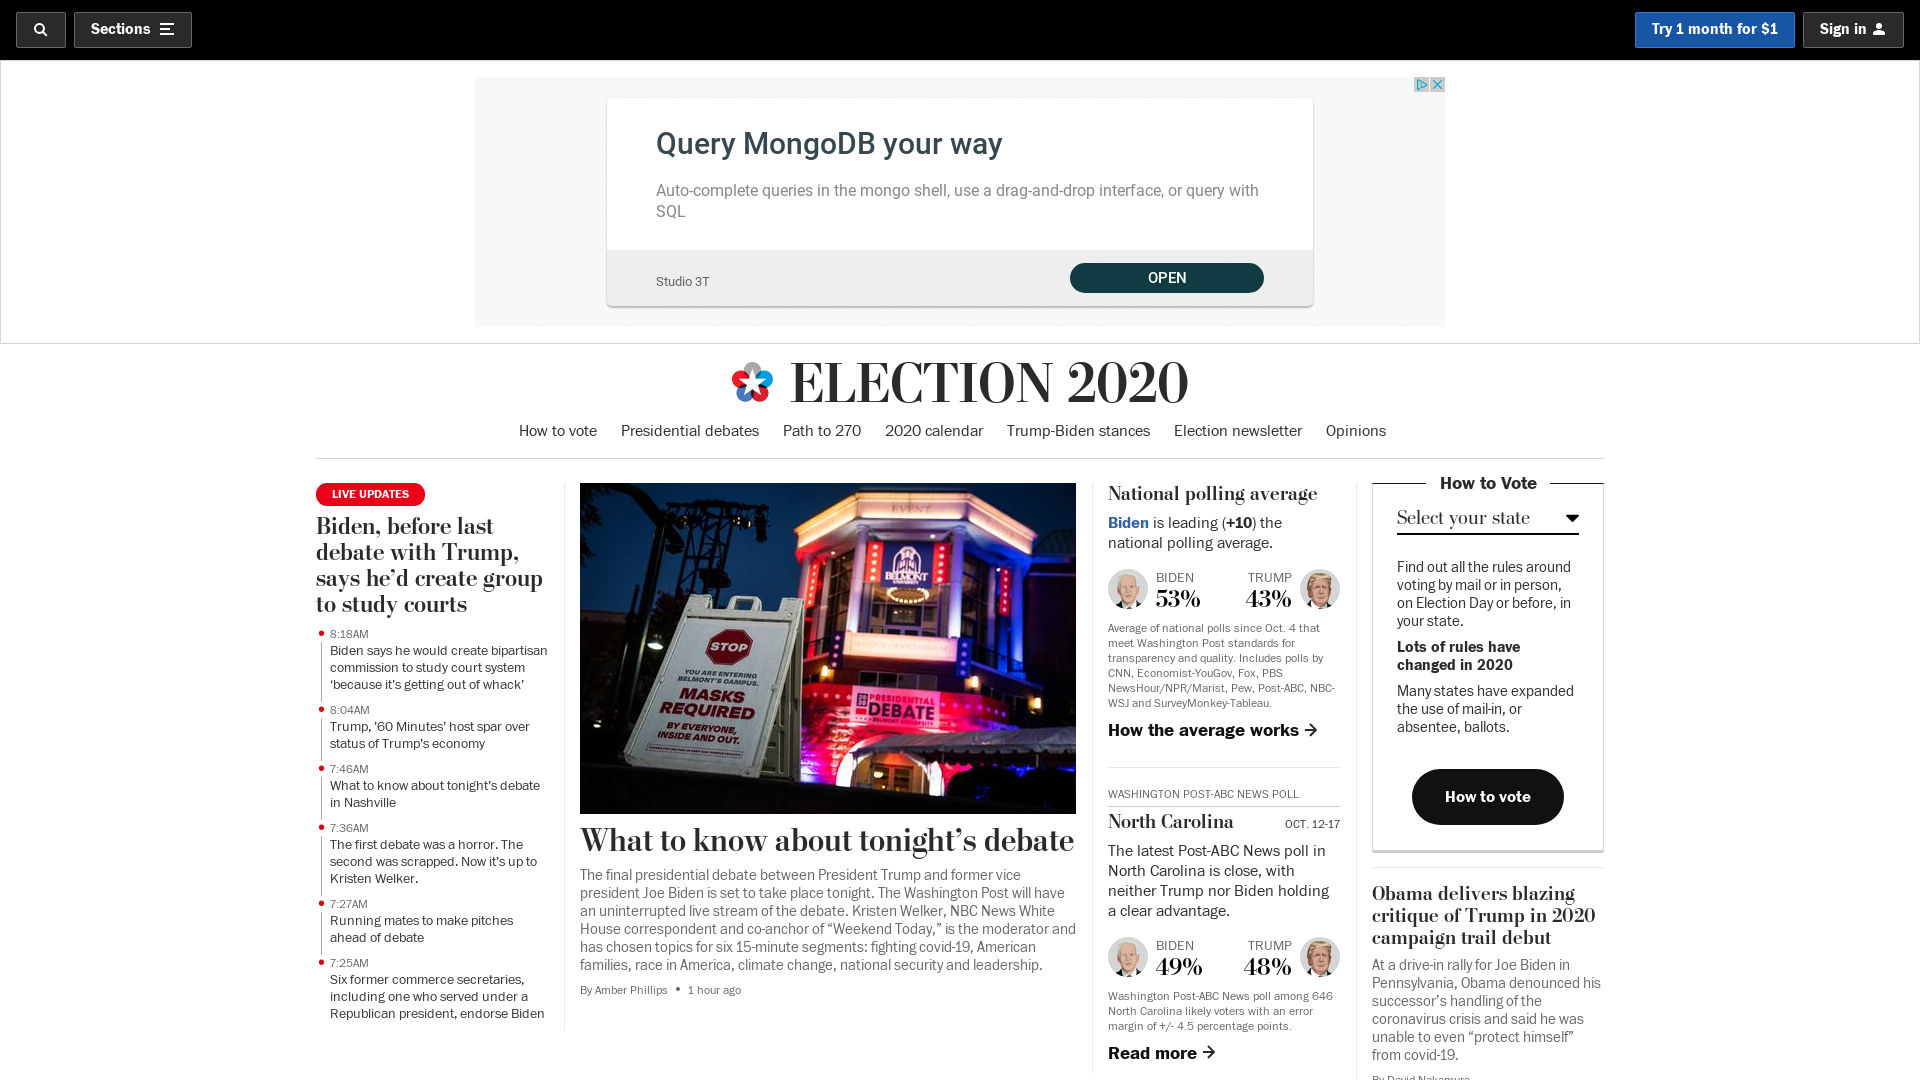 Sections
Try 1 month for $1
Sign in
Query MongoDB your way
Auto-complete queries in the mongo shell, use a drag-and-drop interface, or query with
SQL
Studio 3T
OPEN
ELECTION 2020
How to vote
Presidential debates
Path to 270
2020 calendar
Trump-Biden stances
Election newsletter
Opinions
LIVE UPDATES
Biden, before last
debate with Trump,
says he’d create group
to study courts
8:18AM
Biden says he would create bipartisan
commission to study court system
‘because it’s getting out of whack’
8:04AM
Trump, ’60 Minutes’ host spar over
status of Trump’s economy
7:46AM
What to know about tonight’s debate
in Nashville
7:36AM
The first debate was a horror. The
second was scrapped. Now it’s up to
Kristen Welker.
7:27AM
Running mates to make pitches
ahead of debate
7:25AM
Six former commerce secretaries,
including one who served under a
Republican president, endorse Biden
EVENT
BELMONT
UNIVERSITY
STOP
YOU ARE ENTERING
BELMONT’S CAMPUS.
MASKS
REQUIRED
BY EVERYONE,
INSIDE AND OUT.
2020
PRESIDENTIAL
DEBATE
BELMONT UNIVERSITY
What to know about tonight’s debate
The final presidential debate between President Trump and former vice
president Joe Biden is set to take place tonight. The Washington Post will have
an uninterrupted live stream of the debate. Kristen Welker, NBC News White
House correspondent and co-anchor of “Weekend Today,” is the moderator and
has chosen topics for six 15-minute segments: fighting covid-19, American
families, race in America, climate change, national security and leadership.
By Amber Phillips • 1 hour ago
National polling average
Biden is leading (+10) the
national polling average.
BIDEN
53%
TRUMP
43%
Average of national polls since Oct. 4 that
meet Washington Post standards for
transparency and quality. Includes polls by
CNN, Economist-YouGov, Fox, PBS
NewsHour/NPR/Marist, Pew, Post-ABC, NBC-
WSJ and SurveyMonkey-Tableau.
How the average works →
WASHINGTON POST-ABC NEWS POLL
North Carolina
OCT. 12-17
The latest Post-ABC News poll in
North Carolina is close, with
neither Trump nor Biden holding
a clear advantage.
BIDEN
49%
TRUMP
48%
Washington Post-ABC News poll among 646
North Carolina likely voters with an error
margin of +/- 4.5 percentage points.
Read more →
How to Vote
Select your state
Find out all the rules around
voting by mail or in person,
on Election Day or before, in
your state.
Lots of rules have
changed in 2020
Many states have expanded
the use of mail-in, or
absentee, ballots.
How to vote
Obama delivers blazing
critique of Trump in 2020
campaign trail debut
At a drive-in rally for Joe Biden in
Pennsylvania, Obama denounced his
successor’s handling of the
coronavirus crisis and said he was
unable to even “protect himself”
from covid-19.
By David Nakamura